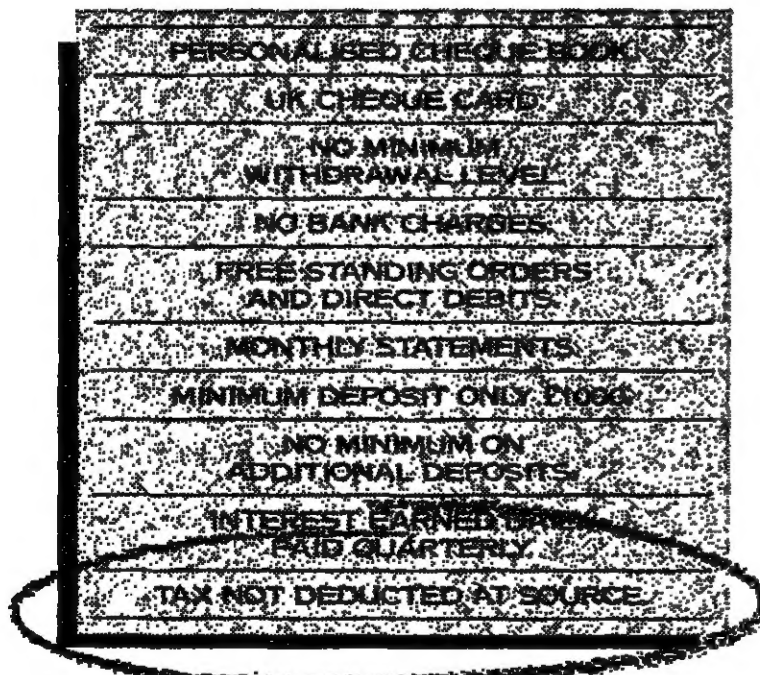 PERSONALISED CHEQUE BOOK.
UK CHEQUE CARD.
NO MINIMUM
WITHDRAWAL LEVEL.
NO BANK CHARGES.
FREE STANDING ORDERS
AND DIRECT DEBITS.
MONTHLY STATEMENTS.
MINIMUM DEPOSIT ONLY £1000.
NO MINIMUM ON
ADDITIONAL DEPOSITS.
INTEREST EARNED DAILY
PAID QUARTERLY.
TAX NOT DEDUCTED AT SOURCE.